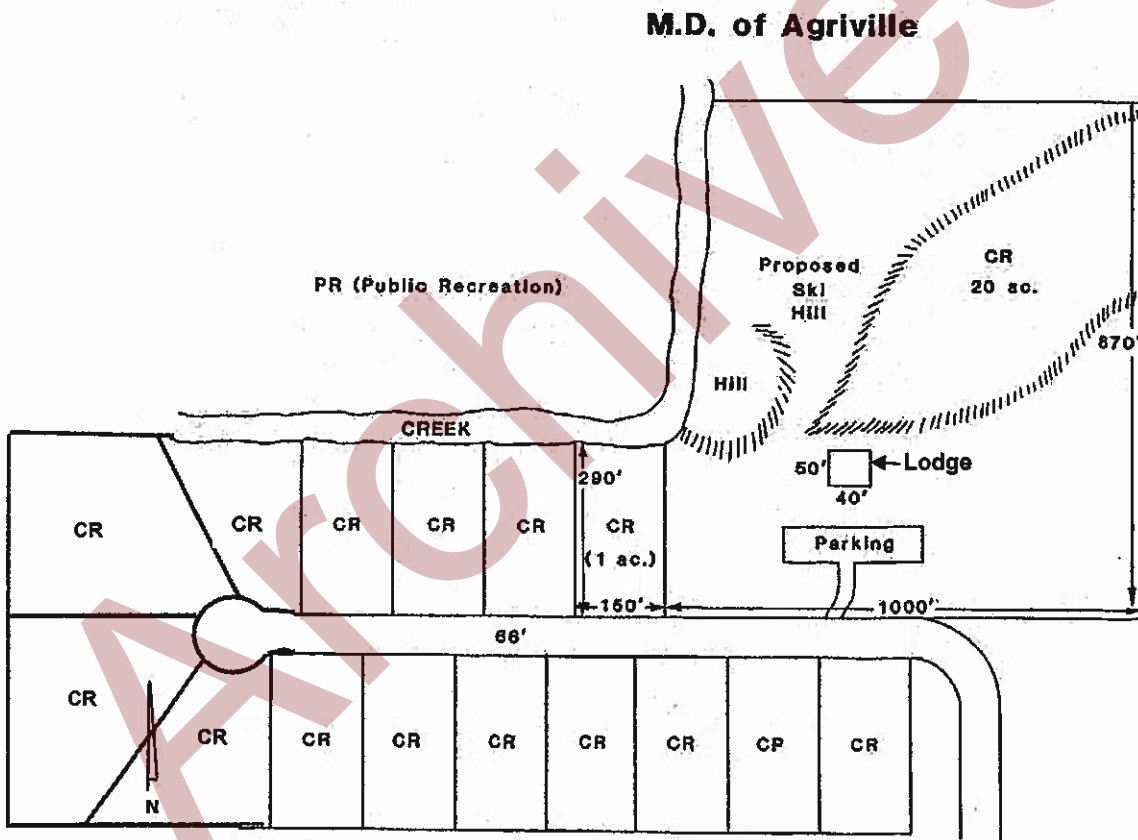 M.D. of Agriville
PR (Public Recreation)
Proposed
Ski
Hill
CR
20 ac.
870'
Hill
CREEK
50'
Lodge
40'
290'
CR
CR
CR
CR
CR
CR
(1 ac.)
Parking
150'
1000'
66'
CR
CR
CR
CR
CR
CR
CR
CP
CR
N
Archived